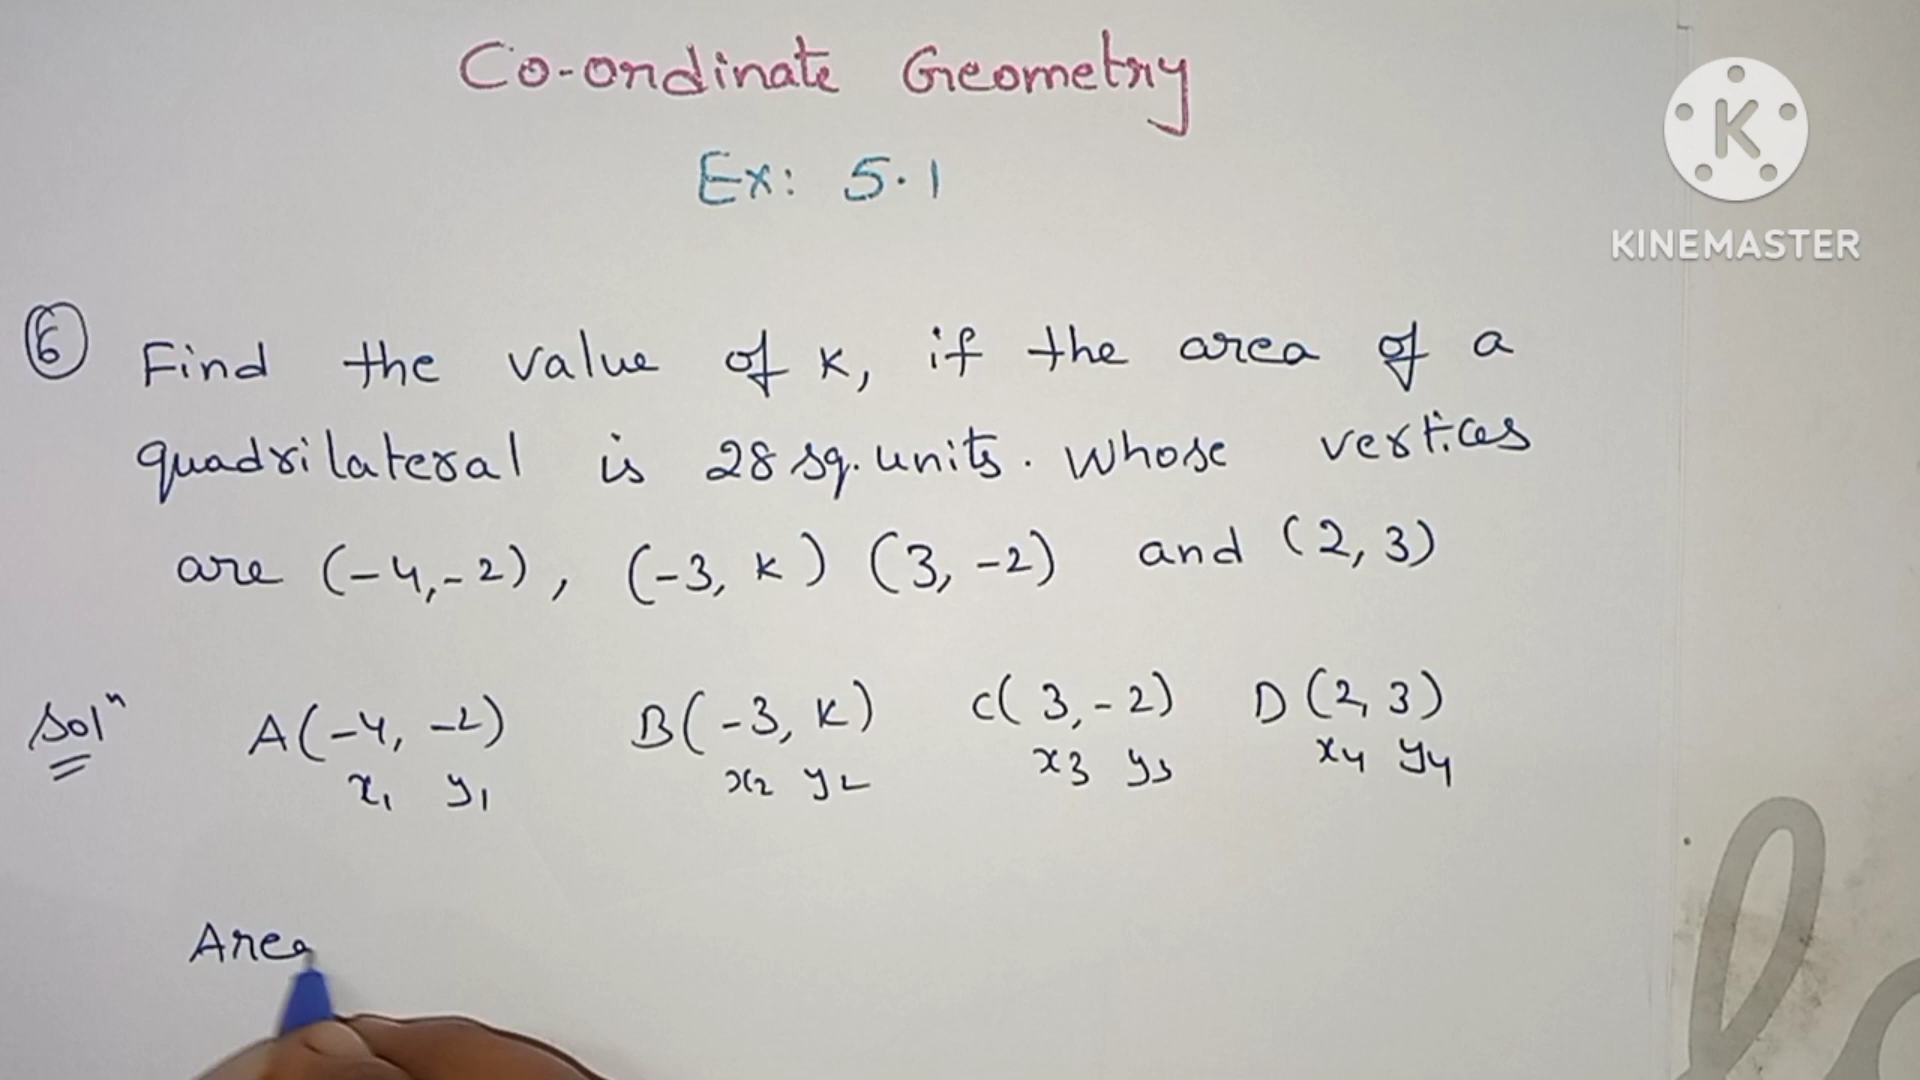 Co-ordinate Geometry
Ex: 5.1
K
KINEMASTER
6 Find the value of K, if the area of a
quadrilateral is 28 sq. units. Whose vertices
are (-4,-2), (-3, K) (3, -2) and (2, 3)
Solⁿ A(-4, -2) B(-3, K) C(3, -2) D(2, 3)
x₁ y₁ x₂ y₂ x₃ y₃ x₄ y₄
Area